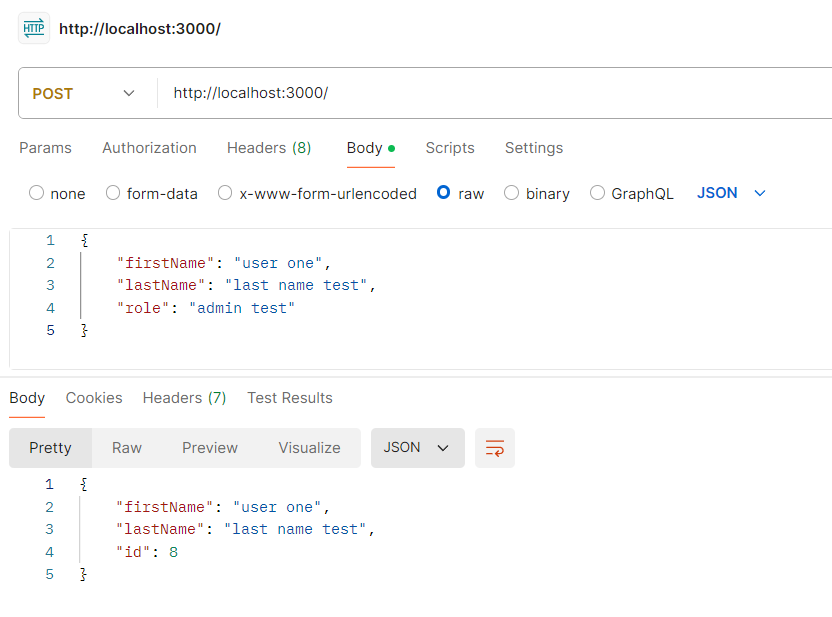 HTTP http://localhost:3000/
POST http://localhost:3000/
Params Authorization Headers (8) Body Scripts Settings
none form-data x-www-form-urlencoded raw binary GraphQL JSON
1 {
2 "firstName": "user one",
3 "lastName": "last name test",
4 "role": "admin test"
5 }
Body Cookies Headers (7) Test Results
Pretty Raw Preview Visualize JSON
1 {
2 "firstName": "user one",
3 "lastName": "last name test",
4 "id": 8
5 }